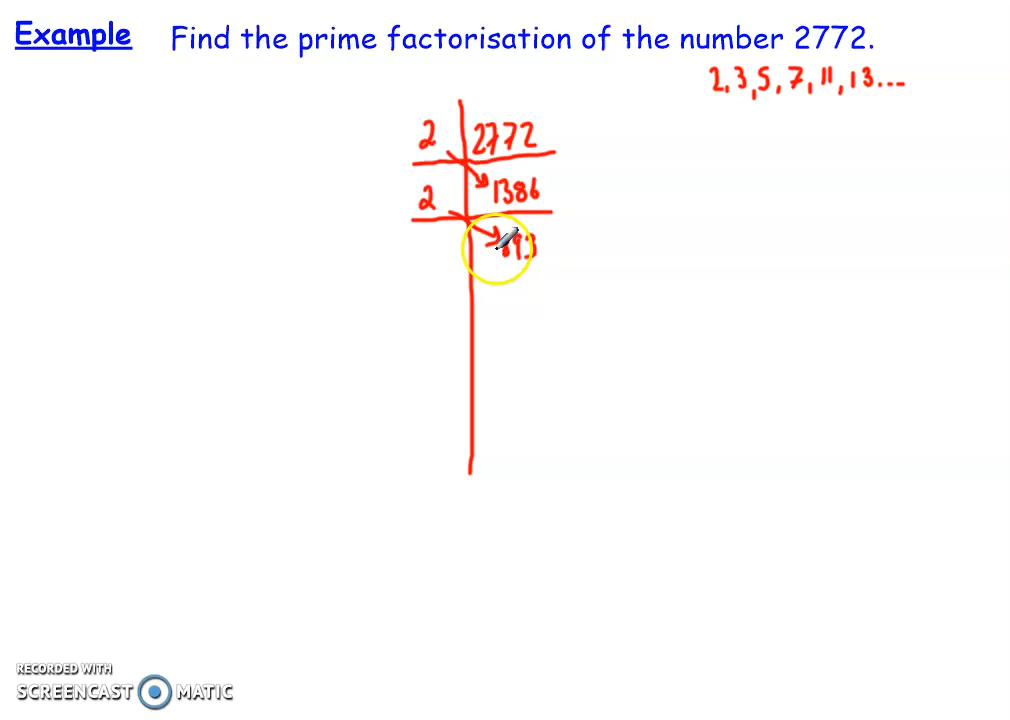 Example Find the prime factorisation of the number 2772.
2, 3, 5, 7, 11, 13...
2 2772
2 1386
693
RECORDED WITH
SCREENCAST MATIC